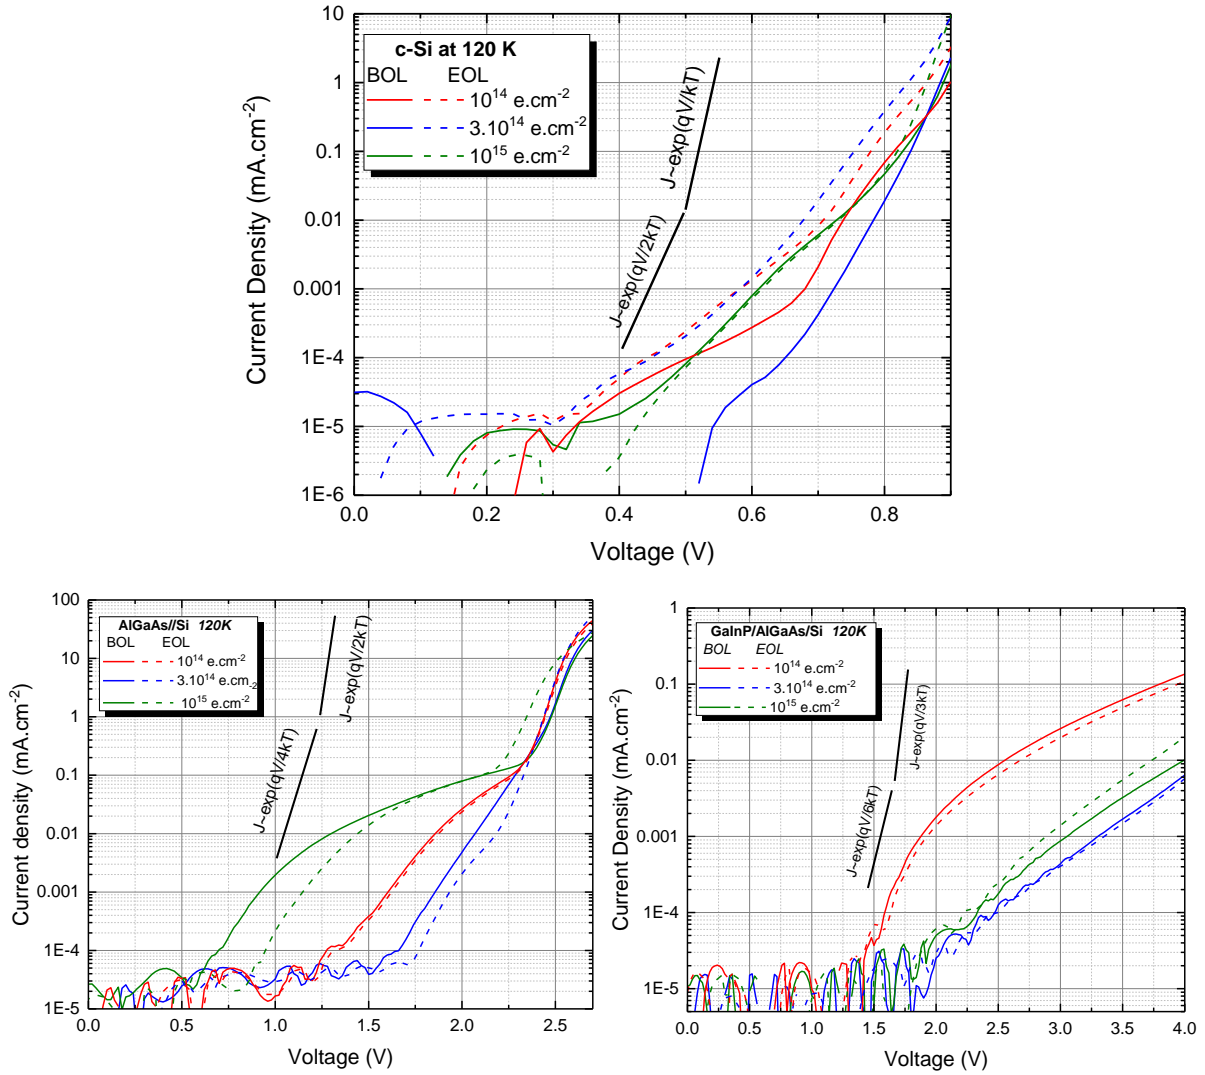 c-Si at 120 K
BOL EOL
10^14 e.cm^-2
3.10^14 e.cm^-2
10^15 e.cm^-2
J~exp(qV/kT)
J~exp(qV/2kT)
10
1
0.1
0.01
0.001
1E-4
1E-5
1E-6
Current Density (mA.cm^-2)
0.0 0.2 0.4 0.6 0.8
Voltage (V)
AlGaAs//Si 120K
BOL EOL
10^14 e.cm^-2
3.10^14 e.cm^-2
10^15 e.cm^-2
J~exp(qV/2kT)
J~exp(qV/4kT)
100
10
1
0.1
0.01
0.001
1E-4
1E-5
Current density (mA.cm^-2)
0.0 0.5 1.0 1.5 2.0 2.5
Voltage (V)
GaInP/AlGaAs/Si 120K
BOL EOL
10^14 e.cm^-2
3.10^14 e.cm^-2
10^15 e.cm^-2
J~exp(qV/3kT)
J~exp(qV/6kT)
1
0.1
0.01
0.001
1E-4
1E-5
Current Density (mA.cm^-2)
0.0 0.5 1.0 1.5 2.0 2.5 3.0 3.5 4.0
Voltage (V)